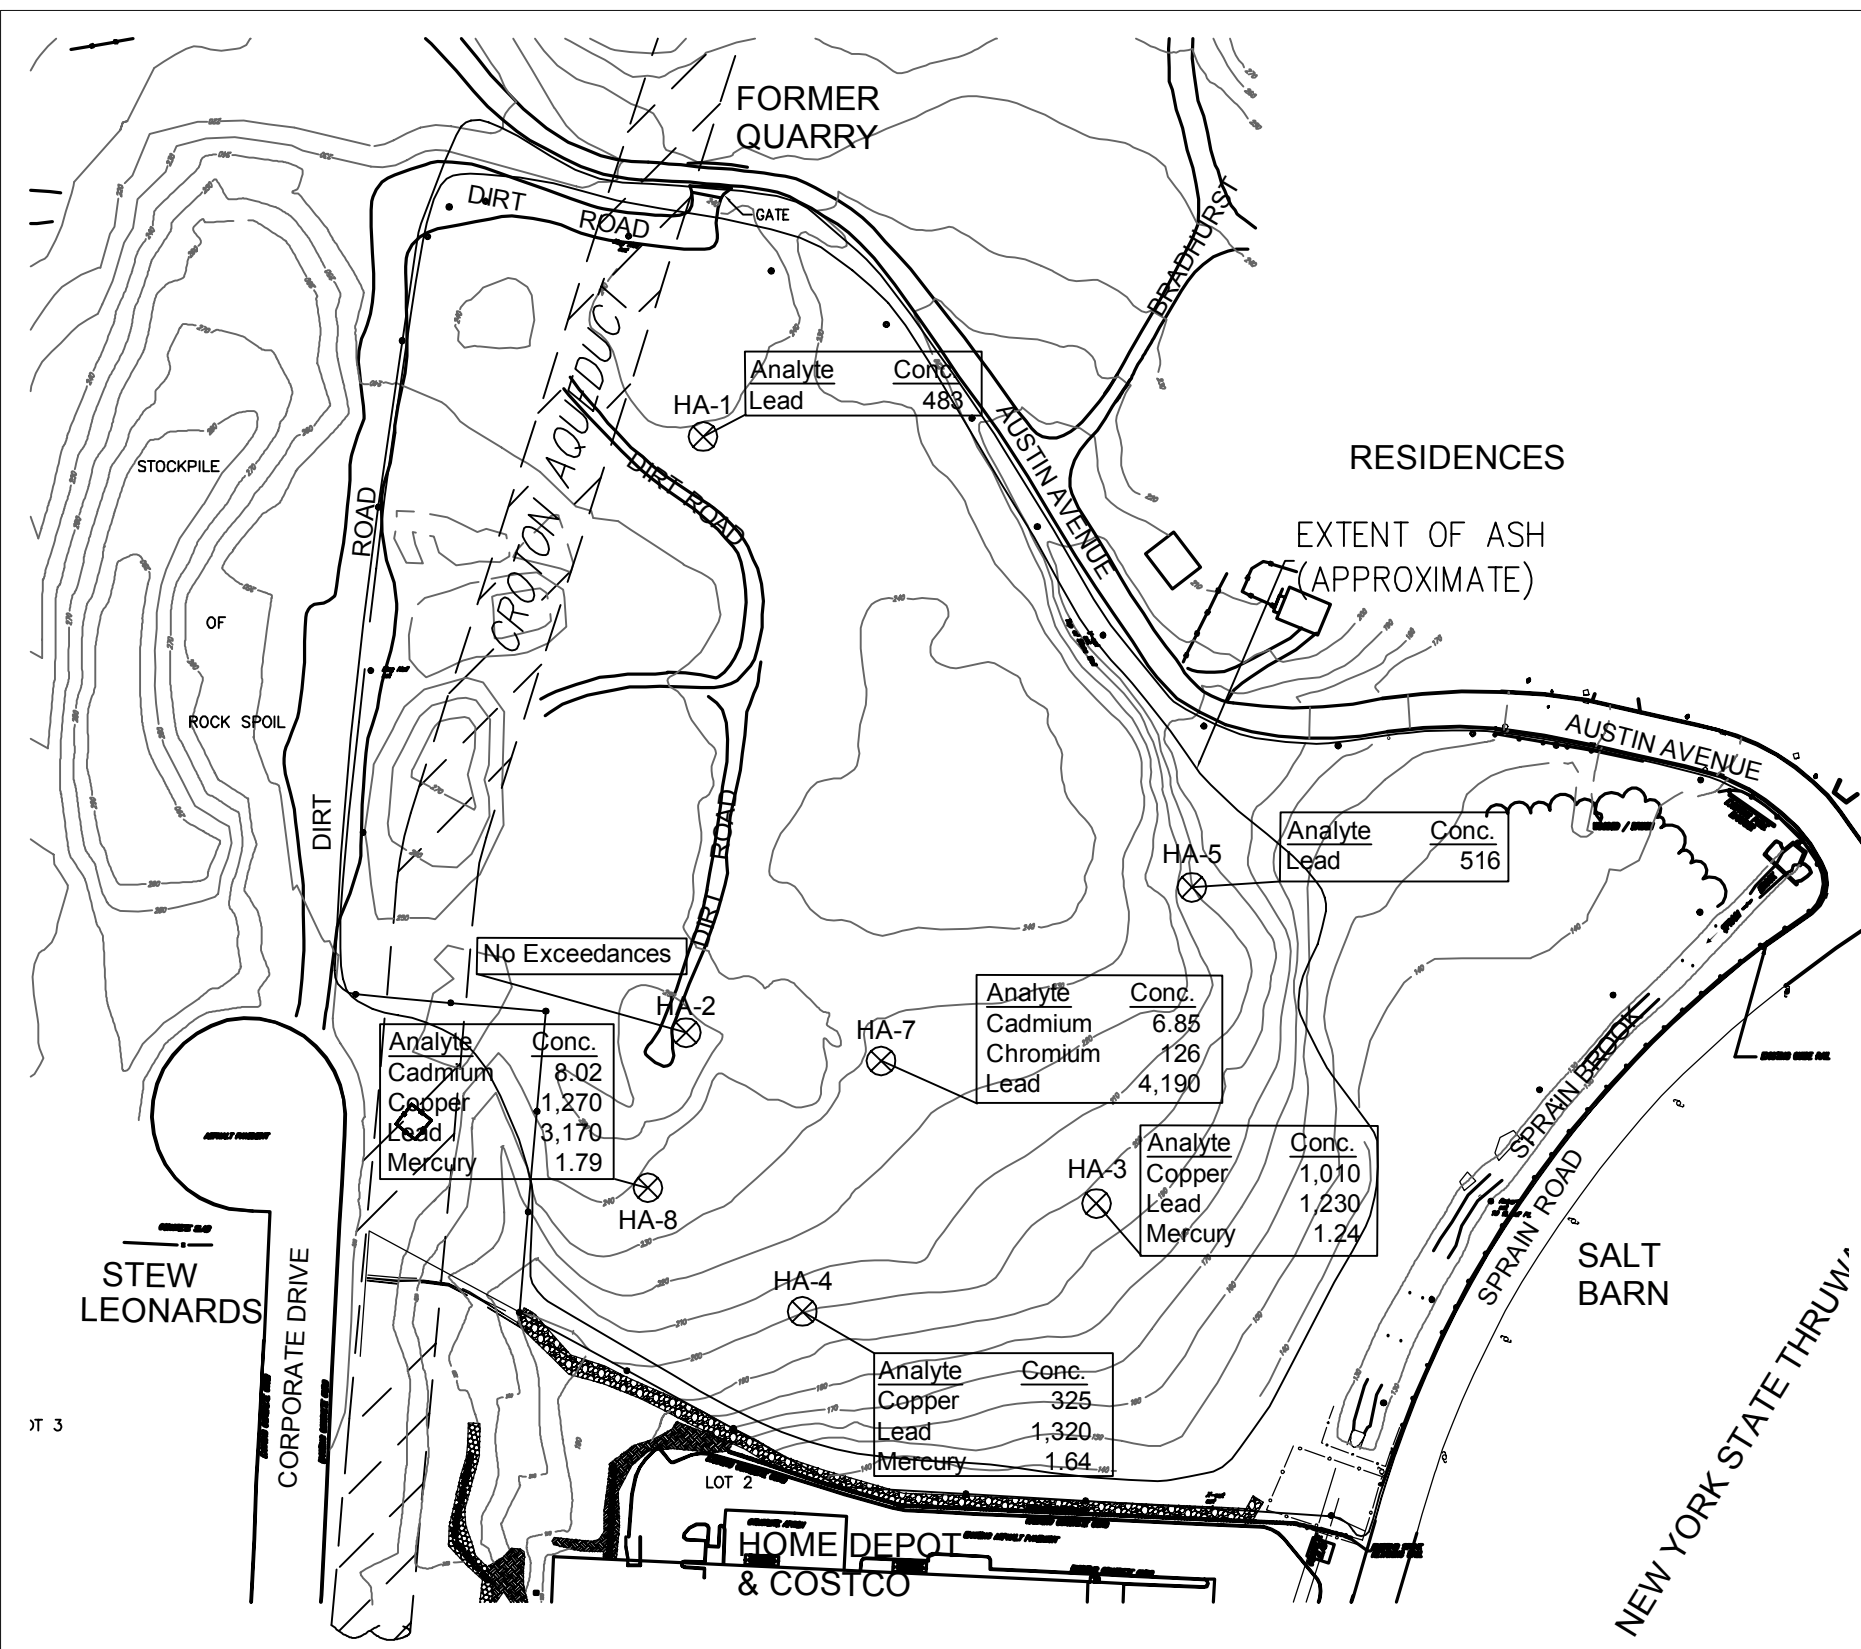 FORMER
QUARRY
DIRT
ROAD
GATE
BRADHURST
CROTON AQUEDUCT
Analyte Conc.
Lead 483
HA-1
AUSTIN AVENUE
RESIDENCES
STOCKPILE
DIRT ROAD
ROAD
EXTENT OF ASH
(APPROXIMATE)
OF
ROCK SPOIL
AUSTIN AVENUE
DIRT
DIRT ROAD
Analyte Conc.
Lead 516
HA-5
No Exceedances
HA-2
HA-7
Analyte Conc.
Cadmium 6.85
Chromium 126
Lead 4,190
Analyte Conc.
Cadmium 8.02
Copper 1,270
Lead 3,170
Mercury 1.79
HA-8
SPRAIN BROOK
ASPHALT PAVEMENT
HA-3
Analyte Conc.
Copper 1,010
Lead 1,230
Mercury 1.24
SPRAIN ROAD
STEW
LEONARDS
CORPORATE DRIVE
SALT
BARN
HA-4
Analyte Conc.
Copper 325
Lead 1,320
Mercury 1.64
OT 3
LOT 2
HOME DEPOT
& COSTCO
NEW YORK STATE THRUWA